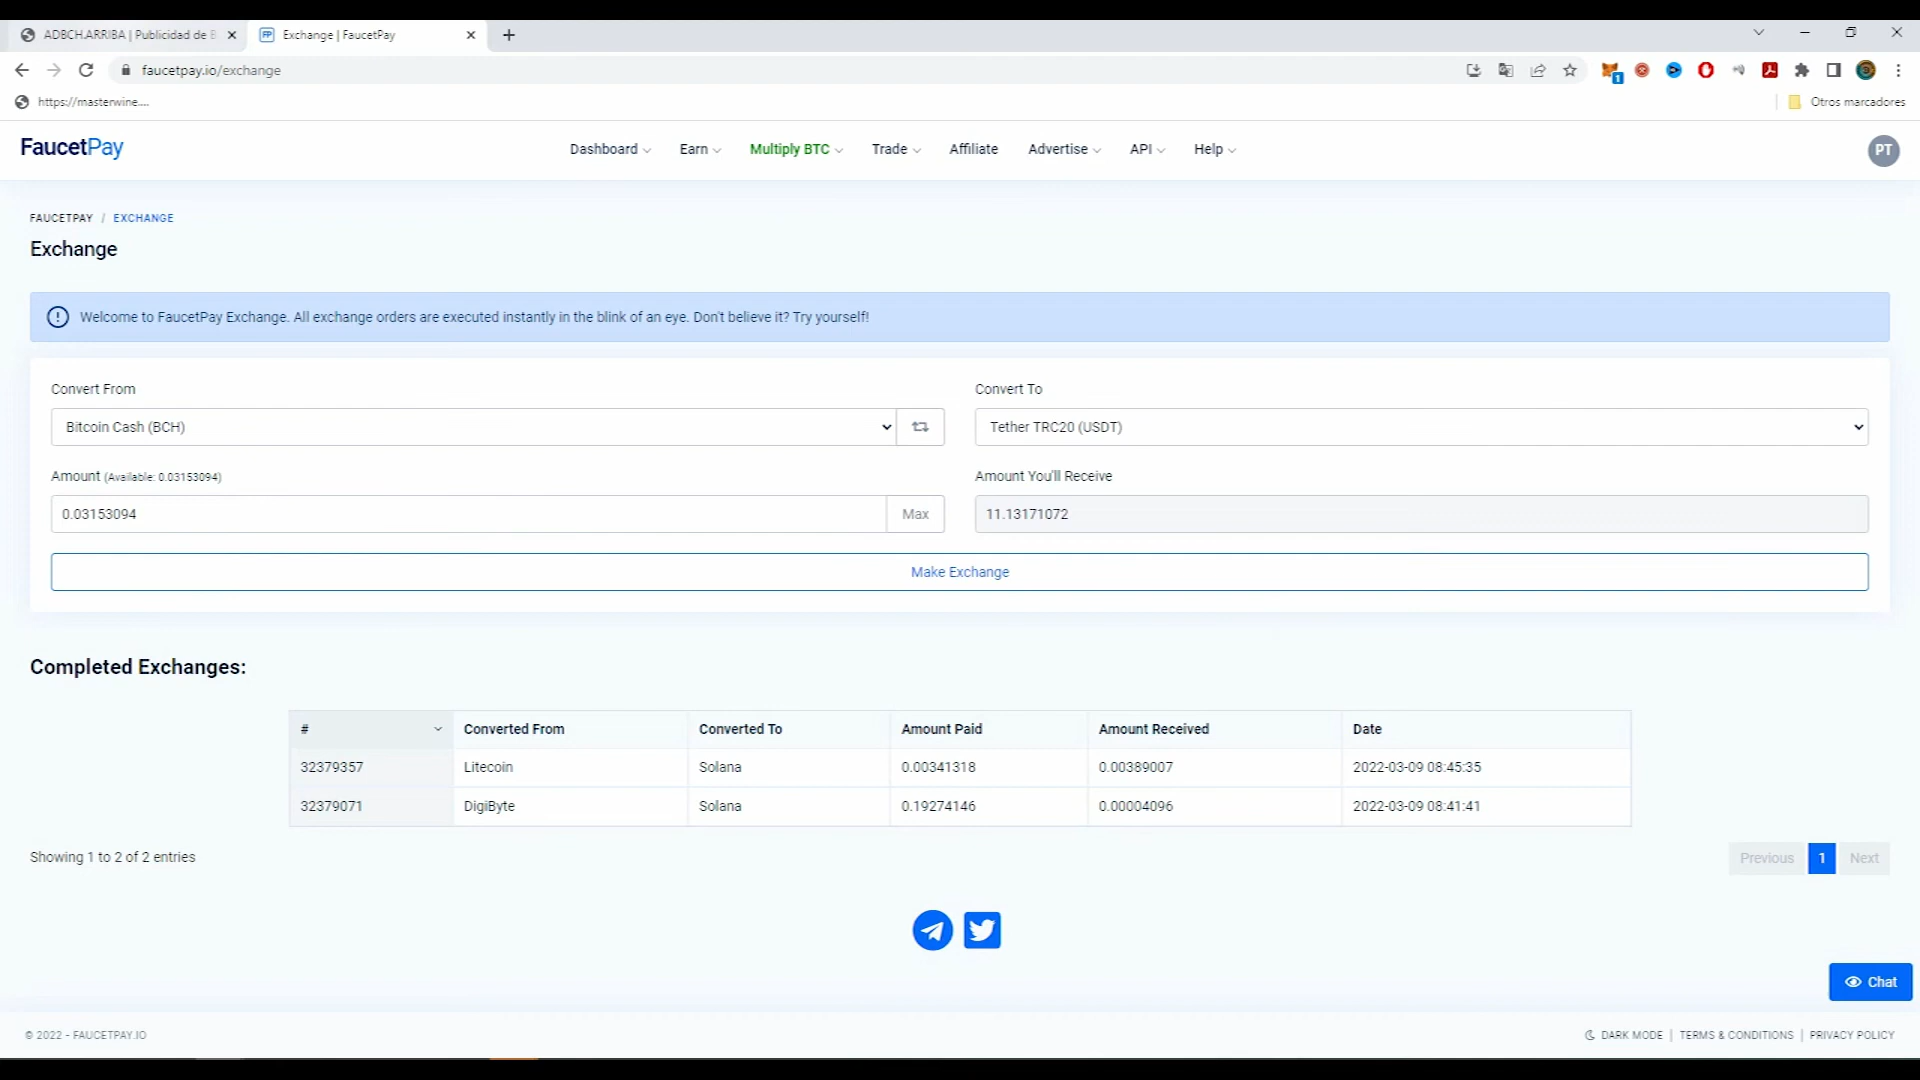 ADBCH.ARRIBA | Publicidad de B
Exchange | FaucetPay
faucetpay.io/exchange
1
https://masterwine....
Otros marcadores
FaucetPay
Dashboard
Earn
Multiply BTC
Trade
Affiliate
Advertise
API
Help
PT
FAUCETPAY / EXCHANGE
Exchange
Welcome to FaucetPay Exchange. All exchange orders are executed instantly in the blink of an eye. Don't believe it? Try yourself!
Convert From
Convert To
Bitcoin Cash (BCH)
Tether TRC20 (USDT)
Amount (Available: 0.03153094)
Amount You'll Receive
0.03153094
Max
11.13171072
Make Exchange
Completed Exchanges:
# Converted From Converted To Amount Paid Amount Received Date
32379357 Litecoin Solana 0.00341318 0.00389007 2022-03-09 08:45:35
32379071 DigiByte Solana 0.19274146 0.00004096 2022-03-09 08:41:41
Showing 1 to 2 of 2 entries
Previous 1 Next
Chat
© 2022 - FAUCETPAY.IO
DARK MODE | TERMS & CONDITIONS | PRIVACY POLICY